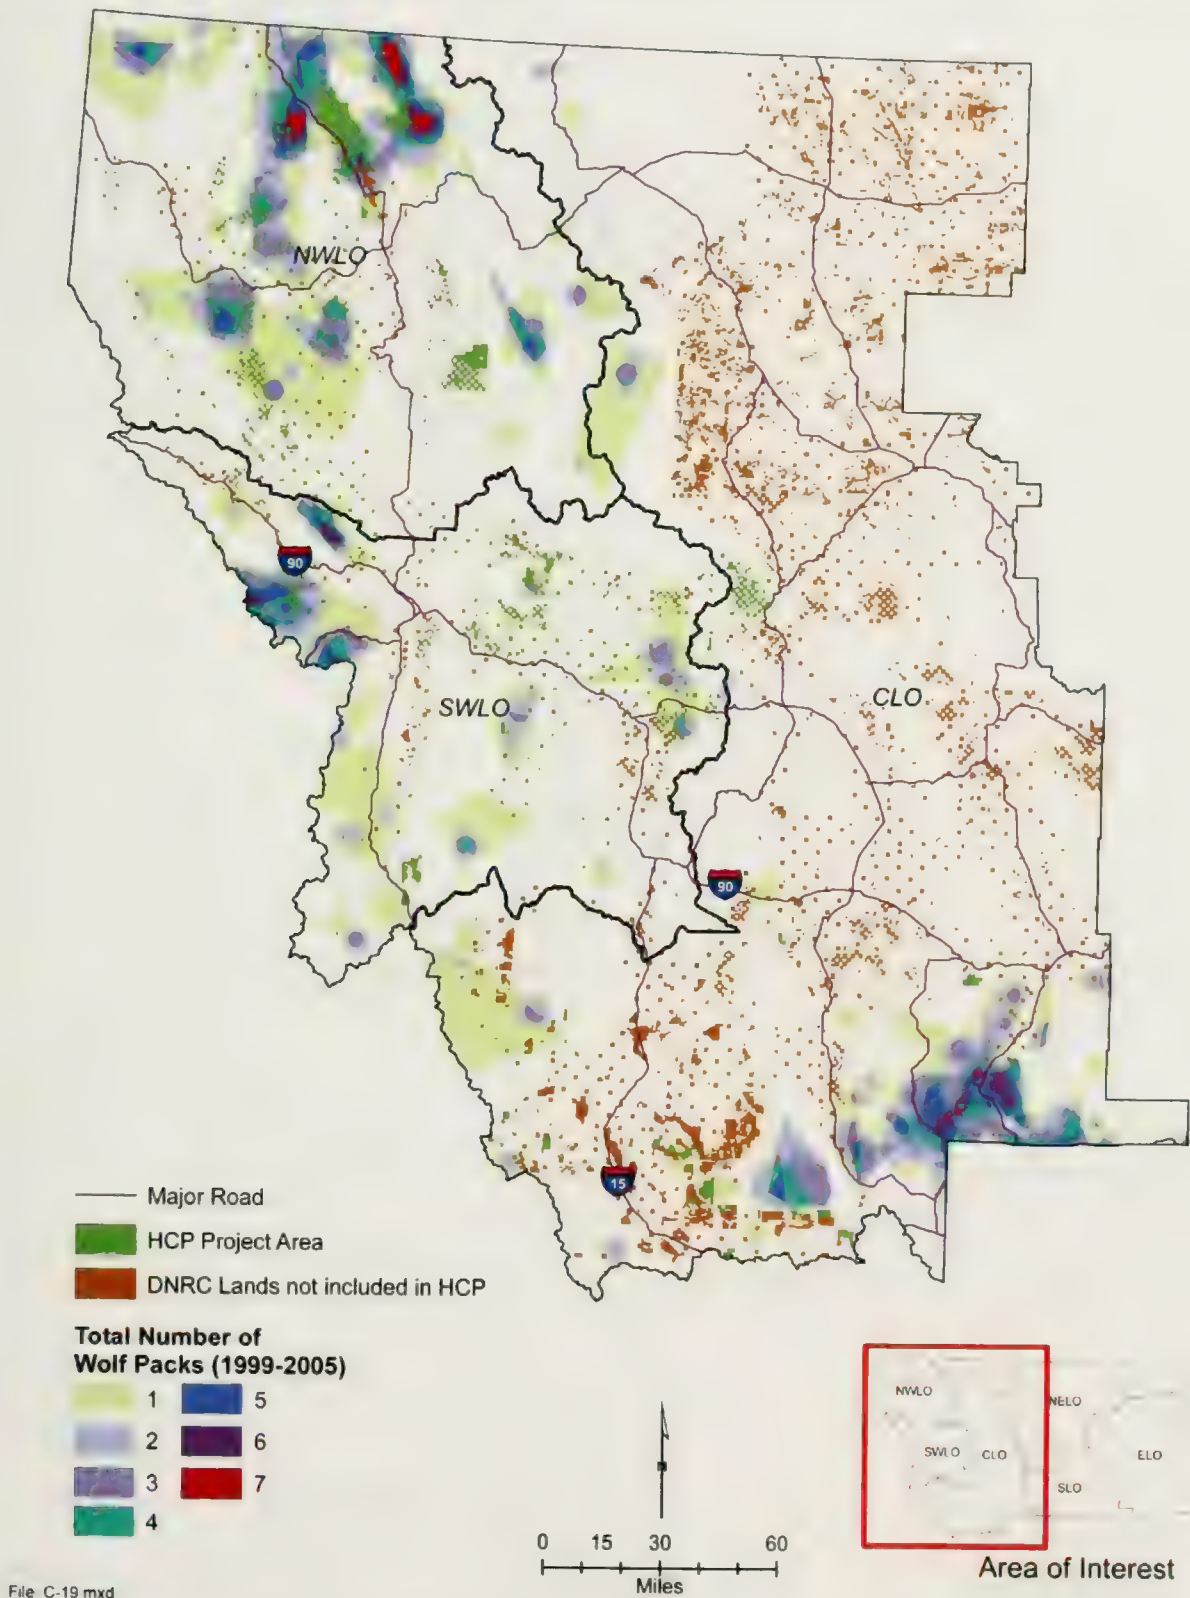 NWLO
90
SWLO
CLO
90
15
Major Road
HCP Project Area
DNRC Lands not included in HCP
Total Number of
Wolf Packs (1999-2005)
1 5
2 6
3 7
4
NWLO
NELO
SWLO CLO
ELO
SLO
0 15 30 60
Miles
Area of Interest
File C-19 mxd